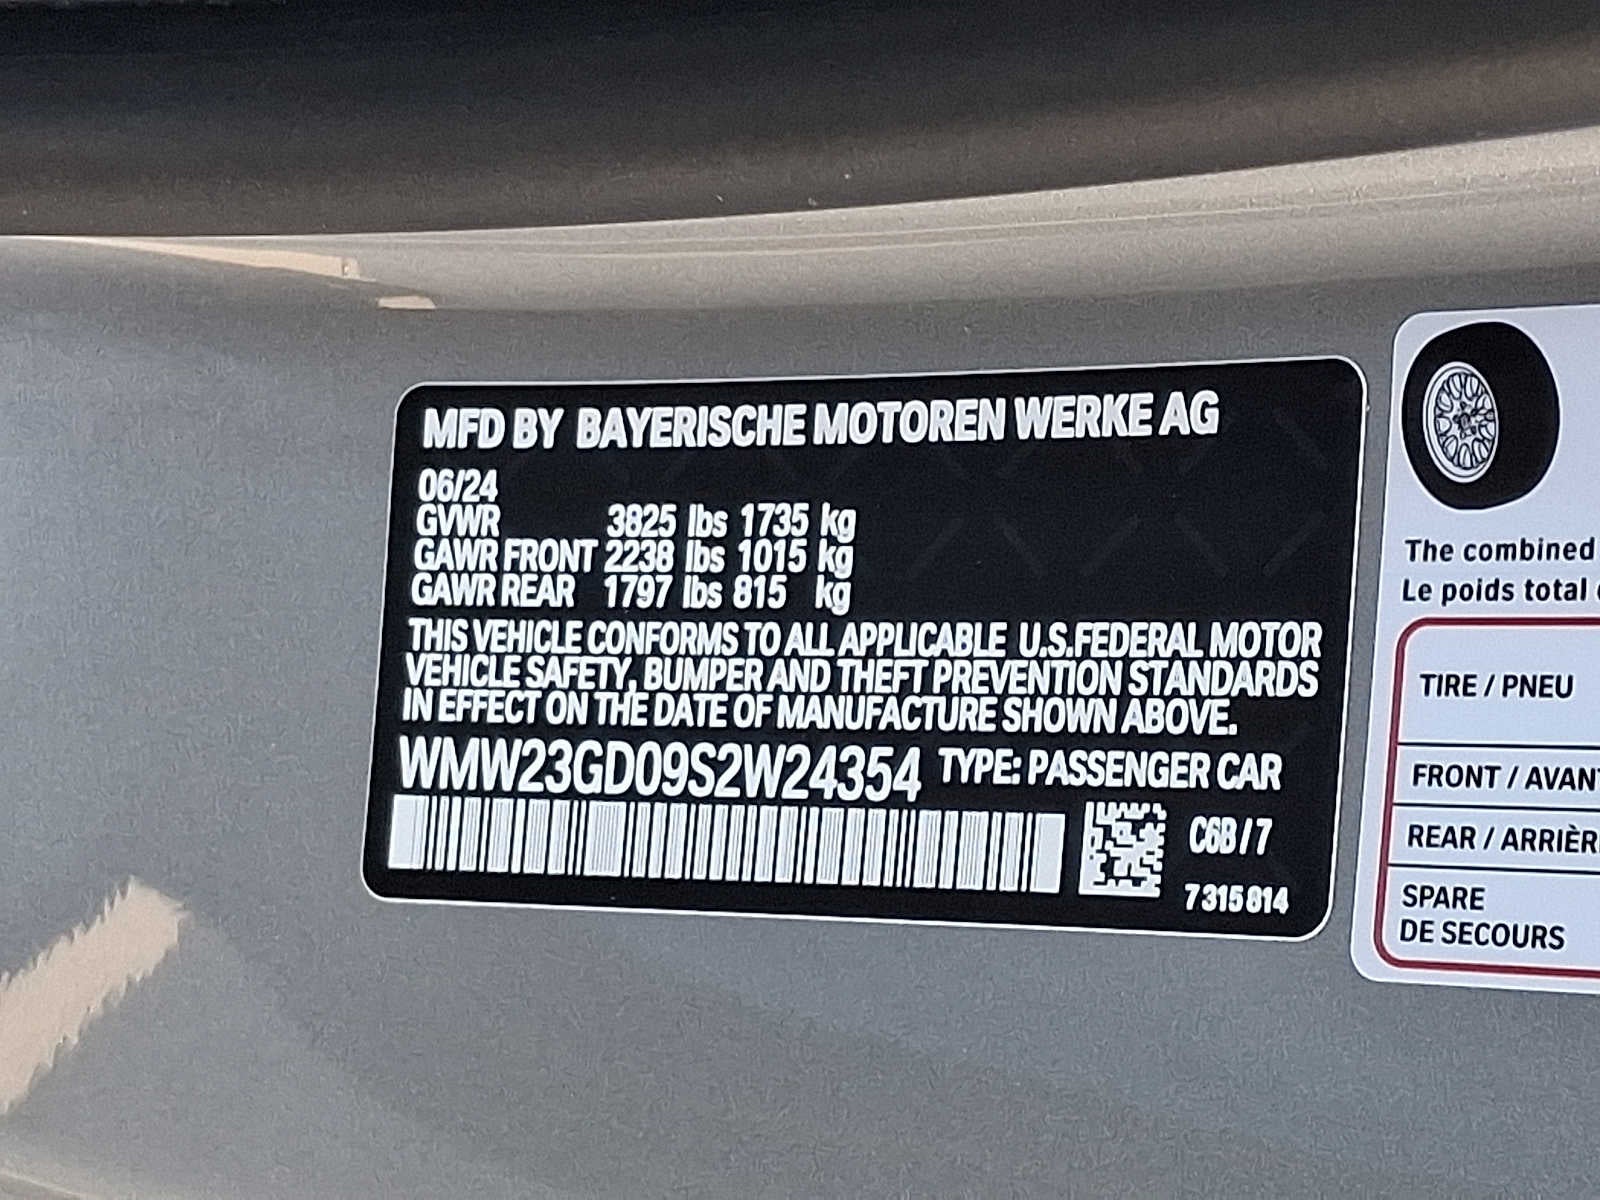 MFD BY BAYERISCHE MOTOREN WERKE AG
06/24
GVWR 3825 lbs 1735 kg
GAWR FRONT 2238 lbs 1015 kg
GAWR REAR 1797 lbs 815 kg
THIS VEHICLE CONFORMS TO ALL APPLICABLE U.S.FEDERAL MOTOR
VEHICLE SAFETY, BUMPER AND THEFT PREVENTION STANDARDS
IN EFFECT ON THE DATE OF MANUFACTURE SHOWN ABOVE.
WMW23GD09S2W24354 TYPE: PASSENGER CAR
C6B/7
7315814
The combined
Le poids total
TIRE / PNEU
FRONT / AVANT
REAR / ARRIÈR
SPARE
DE SECOURS